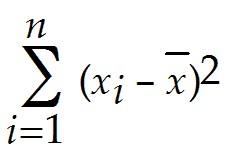 n
∑ (xi – x̄)2
i=1